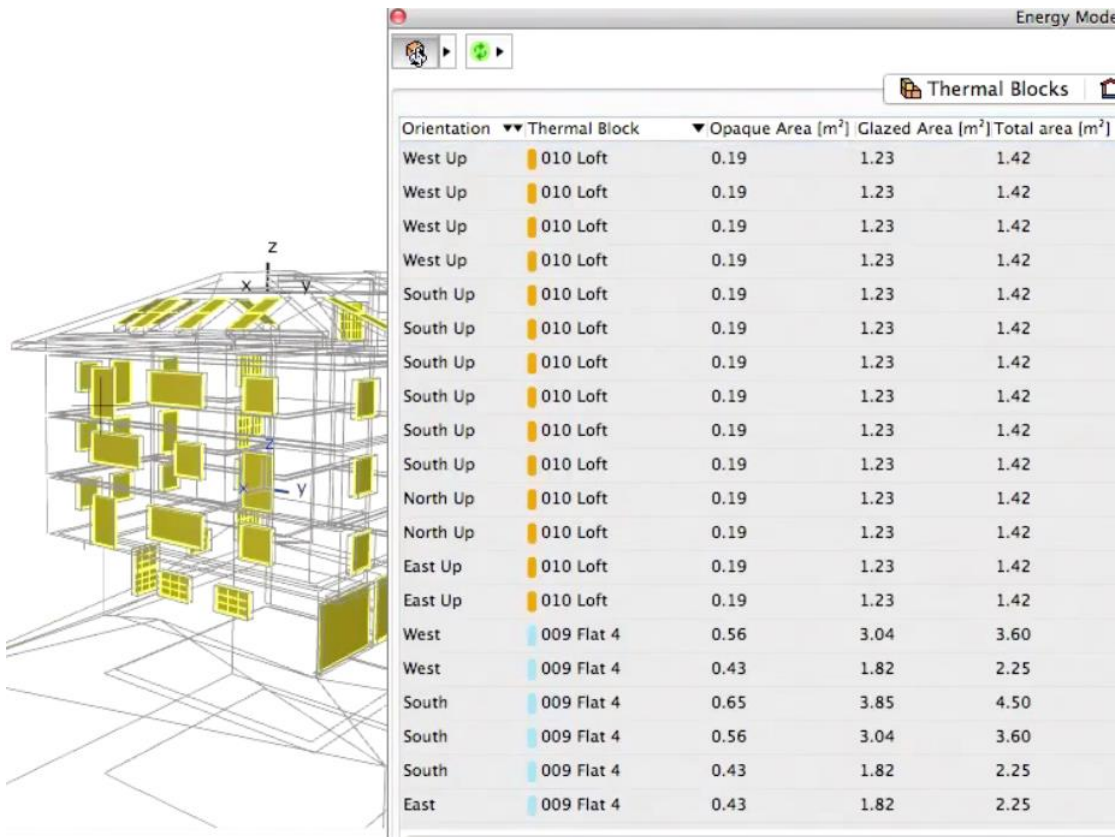 Energy Mode
Thermal Blocks
Orientation ▼▼ Thermal Block ▼ Opaque Area [m²] Glazed Area [m²] Total area [m²]
West Up 010 Loft 0.19 1.23 1.42
West Up 010 Loft 0.19 1.23 1.42
West Up 010 Loft 0.19 1.23 1.42
West Up 010 Loft 0.19 1.23 1.42
South Up 010 Loft 0.19 1.23 1.42
South Up 010 Loft 0.19 1.23 1.42
South Up 010 Loft 0.19 1.23 1.42
South Up 010 Loft 0.19 1.23 1.42
South Up 010 Loft 0.19 1.23 1.42
South Up 010 Loft 0.19 1.23 1.42
North Up 010 Loft 0.19 1.23 1.42
North Up 010 Loft 0.19 1.23 1.42
East Up 010 Loft 0.19 1.23 1.42
East Up 010 Loft 0.19 1.23 1.42
West 009 Flat 4 0.56 3.04 3.60
West 009 Flat 4 0.43 1.82 2.25
South 009 Flat 4 0.65 3.85 4.50
South 009 Flat 4 0.56 3.04 3.60
South 009 Flat 4 0.43 1.82 2.25
East 009 Flat 4 0.43 1.82 2.25
z
x y
z
x y